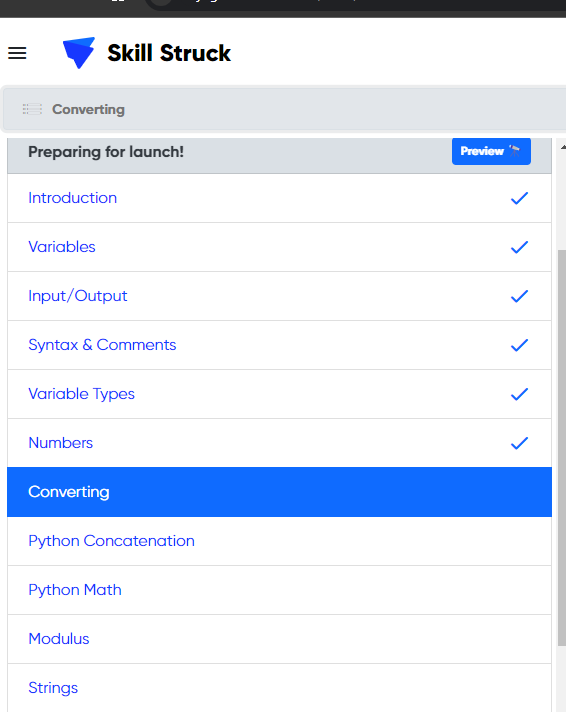 Skill Struck
Converting
Preparing for launch!
Preview
Introduction
Variables
Input/Output
Syntax & Comments
Variable Types
Numbers
Converting
Python Concatenation
Python Math
Modulus
Strings